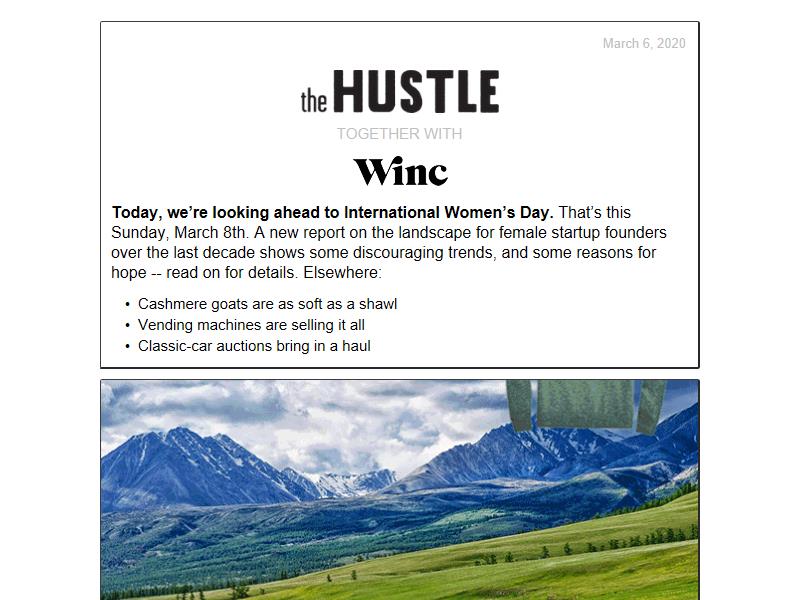 March 6, 2020
the HUSTLE
TOGETHER WITH
Winc
Today, we’re looking ahead to International Women’s Day. That’s this
Sunday, March 8th. A new report on the landscape for female startup founders
over the last decade shows some discouraging trends, and some reasons for
hope -- read on for details. Elsewhere:
• Cashmere goats are as soft as a shawl
• Vending machines are selling it all
• Classic-car auctions bring in a haul